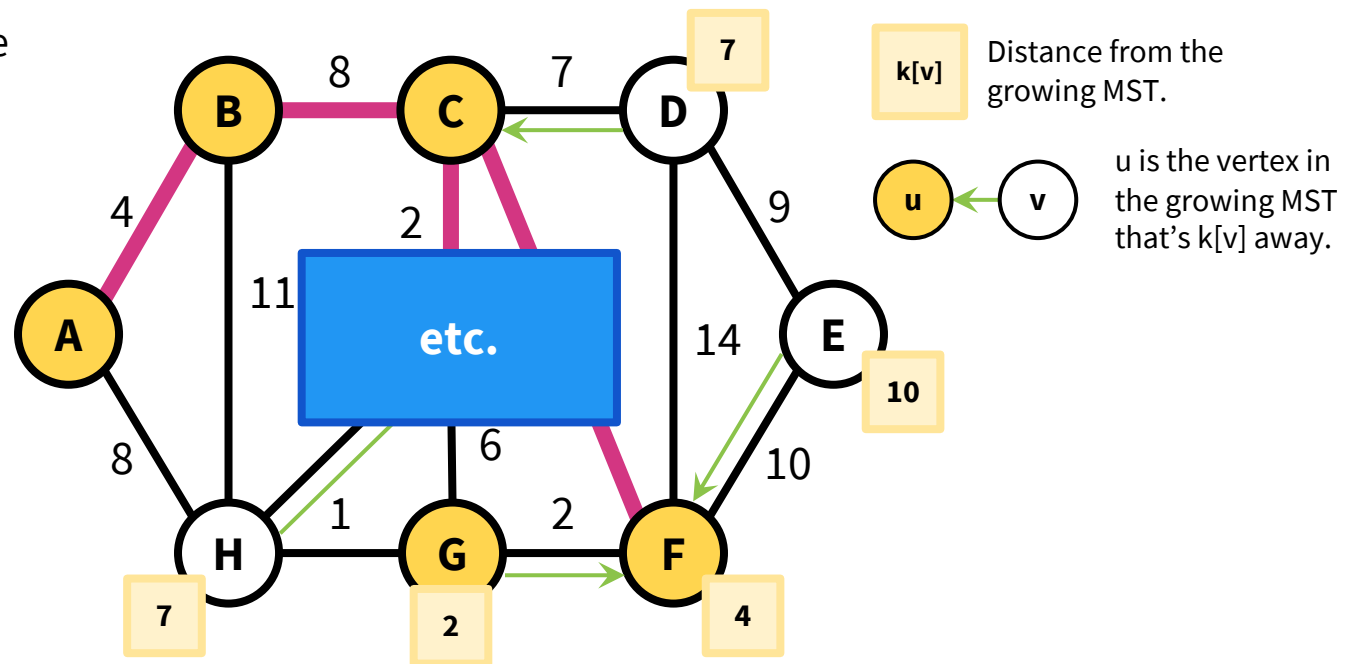 e
7
k[v]
Distance from the
growing MST.
8
7
B
C
D
u is the vertex in
the growing MST
that's k[v] away.
u
v
4
2
9
11
A
etc.
14
E
10
8
6
10
1
2
H
G
F
7
2
4